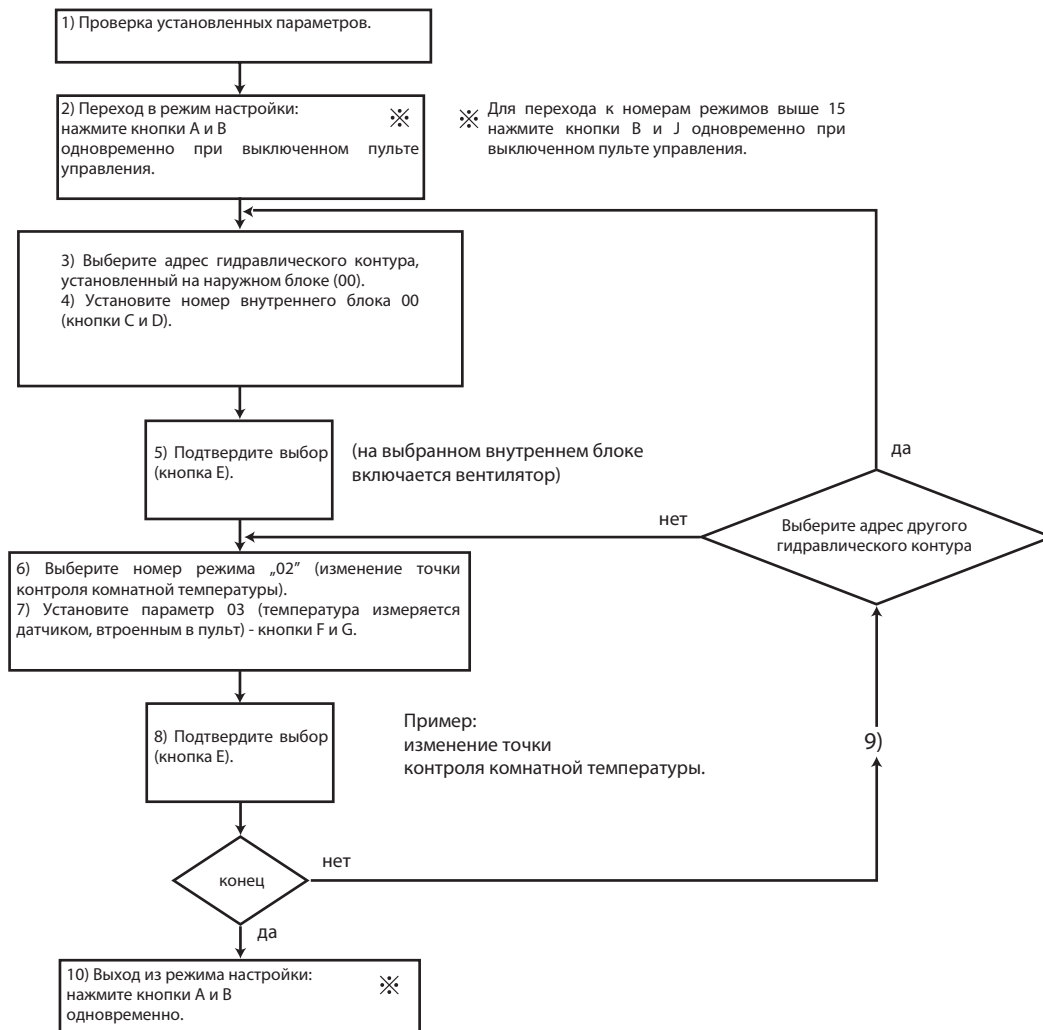 1) Проверка установленных параметров.
2) Переход в режим настройки:
нажмите кнопки А и В
одновременно при выключенном пульте
управления.
※
※ Для перехода к номерам режимов выше 15
нажмите кнопки В и J одновременно при
выключенном пульте управления.
3) Выберите адрес гидравлического контура,
установленный на наружном блоке (00).
4) Установите номер внутреннего блока 00
(кнопки С и D).
5) Подтвердите выбор
(кнопка Е).
(на выбранном внутреннем блоке
включается вентилятор)
да
нет
Выберите адрес другого
гидравлического контура
6) Выберите номер режима „02” (изменение точки
контроля комнатной температуры).
7) Установите параметр 03 (температура измеряется
датчиком, втроенным в пульт) - кнопки F и G.
8) Подтвердите выбор
(кнопка Е).
Пример:
изменение точки
контроля комнатной температуры.
9)
конец
нет
да
10) Выход из режима настройки:
нажмите кнопки А и В
одновременно.
※